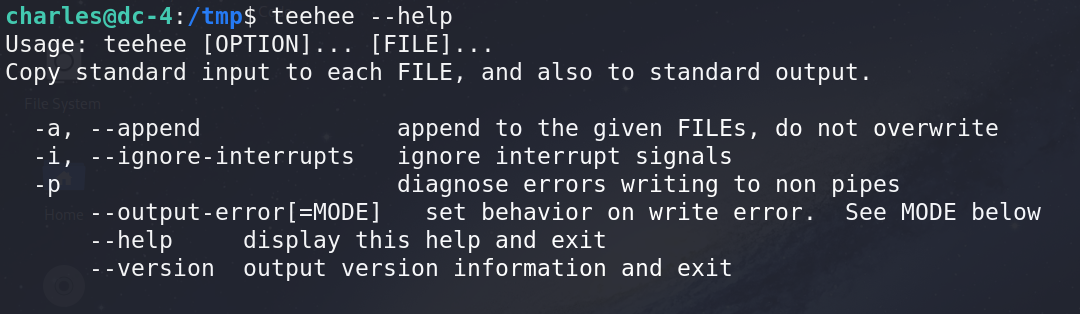 charles@dc-4:/tmp$ teehee --help
Usage: teehee [OPTION]... [FILE]...
Copy standard input to each FILE, and also to standard output.
File System
-a, --append append to the given FILEs, do not overwrite
-i, --ignore-interrupts ignore interrupt signals
-p diagnose errors writing to non pipes
Home
--output-error[=MODE] set behavior on write error. See MODE below
--help display this help and exit
--version output version information and exit